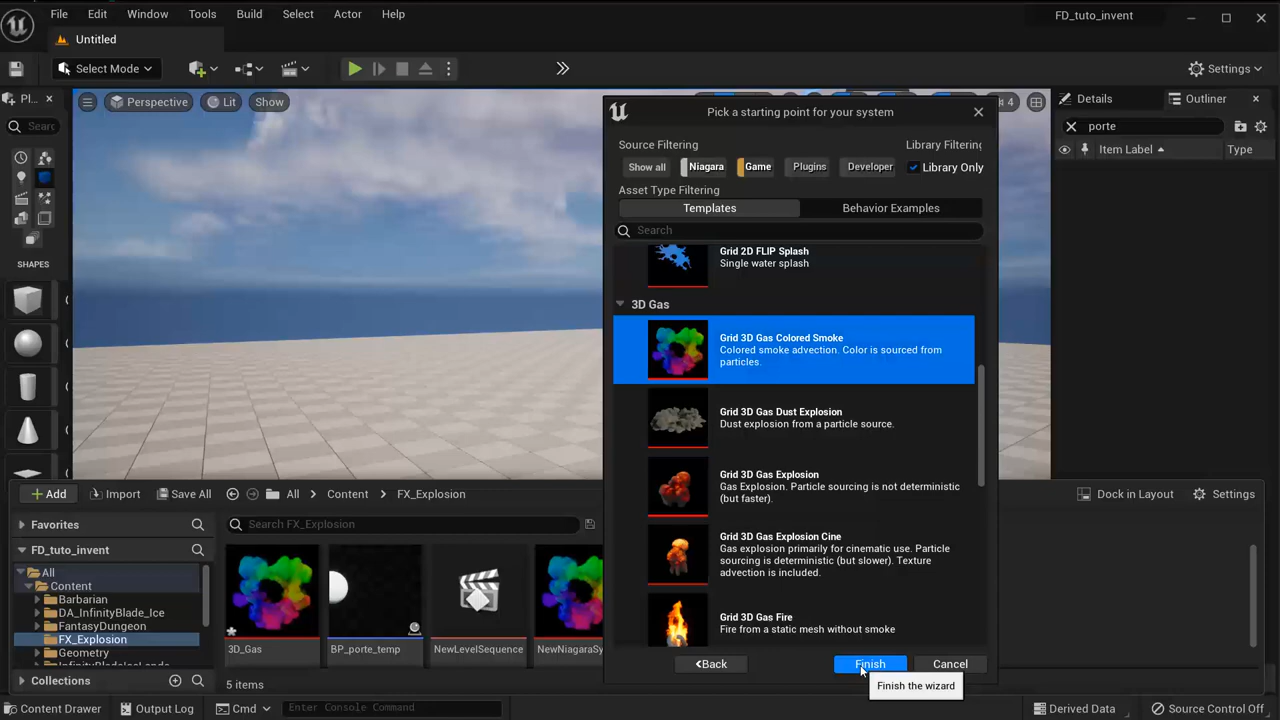 File Edit Window Tools Build Select Actor Help
FD_tuto_invent
Untitled
Select Mode
Settings
Pl...
Perspective
Lit
Show
4
Details
Outliner
Pick a starting point for your system
Searc
porte
Item Label
Type
Source Filtering
Library Filtering
Show all
Niagara
Game
Plugins
Developer
Library Only
Asset Type Filtering
Templates
Behavior Examples
Search
SHAPES
Grid 2D FLIP Splash
Single water splash
3D Gas
Grid 3D Gas Colored Smoke
Colored smoke advection. Color is sourced from
particles.
Grid 3D Gas Dust Explosion
Dust explosion from a particle source.
Grid 3D Gas Explosion
Gas Explosion. Particle sourcing is not deterministic
(but faster).
Grid 3D Gas Explosion Cine
Gas explosion primarily for cinematic use. Particle
sourcing is deterministic (but slower). Texture
advection is included.
Grid 3D Gas Fire
Fire from a static mesh without smoke
<Back
Finish
Cancel
Finish the wizard
Add
Import
Save All
All
Content
FX_Explosion
Dock in Layout
Settings
Favorites
Search FX_Explosion
FD_tuto_invent
All
Content
Barbarian
DA_InfinityBlade_Ice
FantasyDungeon
FX_Explosion
Geometry
Collections
3D_Gas
BP_porte_temp
NewLevelSequence
NewNiagaraSy
5 items
Content Drawer
Output Log
Cmd
Enter Console Command
Derived Data
Source Control Off